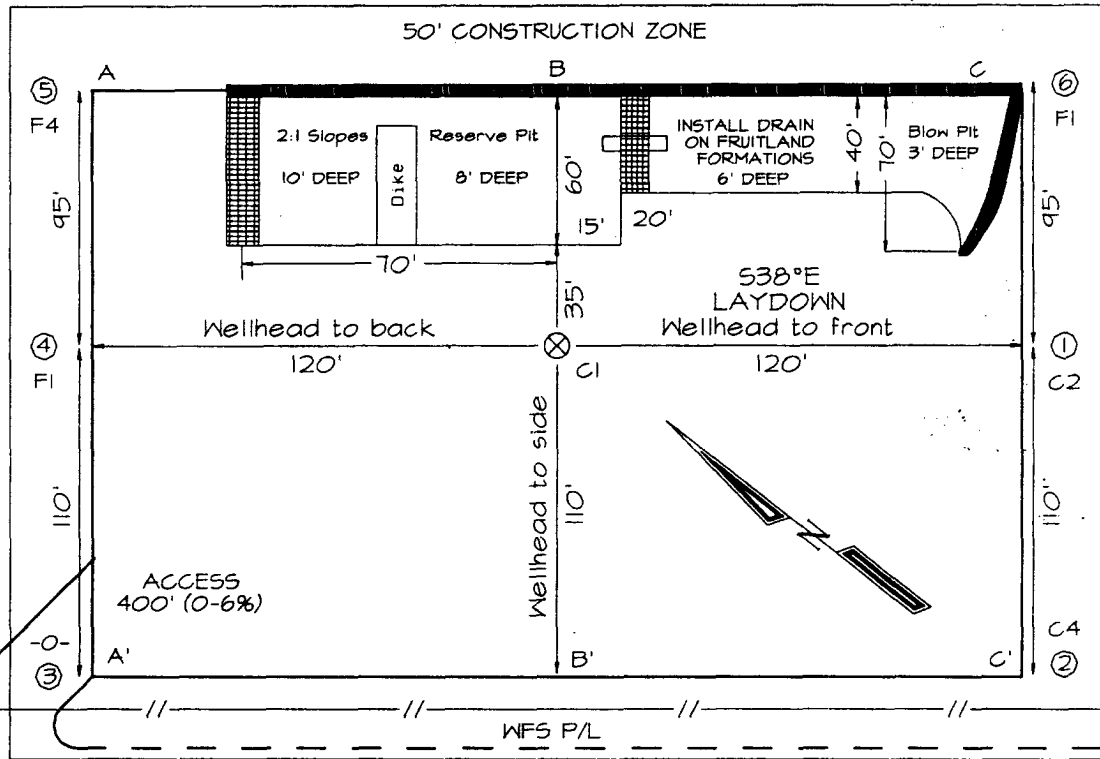 50' CONSTRUCTION ZONE
A
B
C
5
6
F4
F1
2:1 Slopes
Reserve Pit
INSTALL DRAIN
ON FRUITLAND
FORMATIONS
6' DEEP
Blow Pit
3' DEEP
10' DEEP
8' DEEP
Dike
60'
40'
70'
95'
95'
15'
20'
70'
35'
S38°E
LAYDOWN
Wellhead to back
Wellhead to front
4
1
120'
120'
F1
C1
C2
Wellhead to side
110'
110'
110'
N
ACCESS
400' (0-6%)
-0-
C4
A'
B'
C'
3
2
WFS P/L